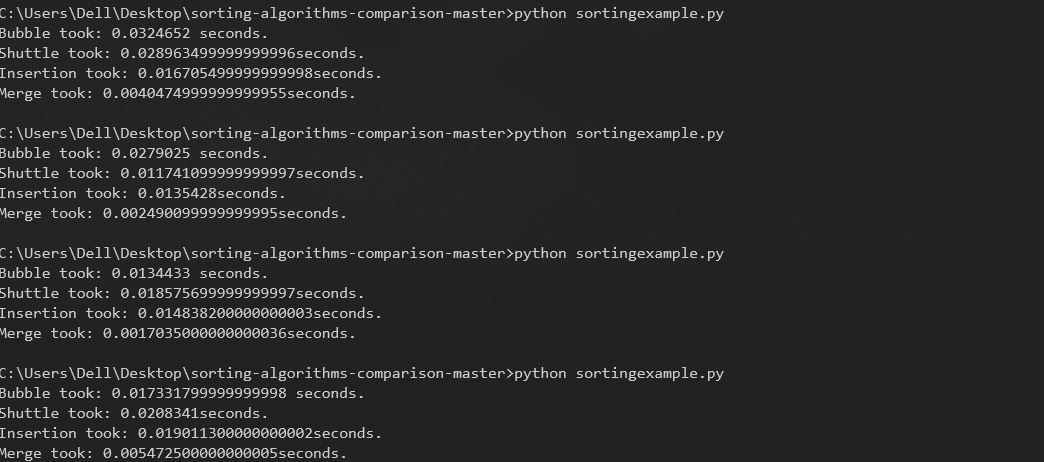 C:\Users\Dell\Desktop\sorting-algorithms-comparison-master>python sortingexample.py
Bubble took: 0.0324652 seconds.
Shuttle took: 0.028963499999999996seconds.
Insertion took: 0.016705499999999998seconds.
Merge took: 0.0040474999999999955seconds.
C:\Users\Dell\Desktop\sorting-algorithms-comparison-master>python sortingexample.py
Bubble took: 0.0279025 seconds.
Shuttle took: 0.011741099999999997seconds.
Insertion took: 0.0135428seconds.
Merge took: 0.002490099999999995seconds.
C:\Users\Dell\Desktop\sorting-algorithms-comparison-master>python sortingexample.py
Bubble took: 0.0134433 seconds.
Shuttle took: 0.018575699999999997seconds.
Insertion took: 0.014838200000000003seconds.
Merge took: 0.0017035000000000036seconds.
C:\Users\Dell\Desktop\sorting-algorithms-comparison-master>python sortingexample.py
Bubble took: 0.017331799999999998 seconds.
Shuttle took: 0.0208341seconds.
Insertion took: 0.019011300000000002seconds.
Merge took: 0.005472500000000005seconds.